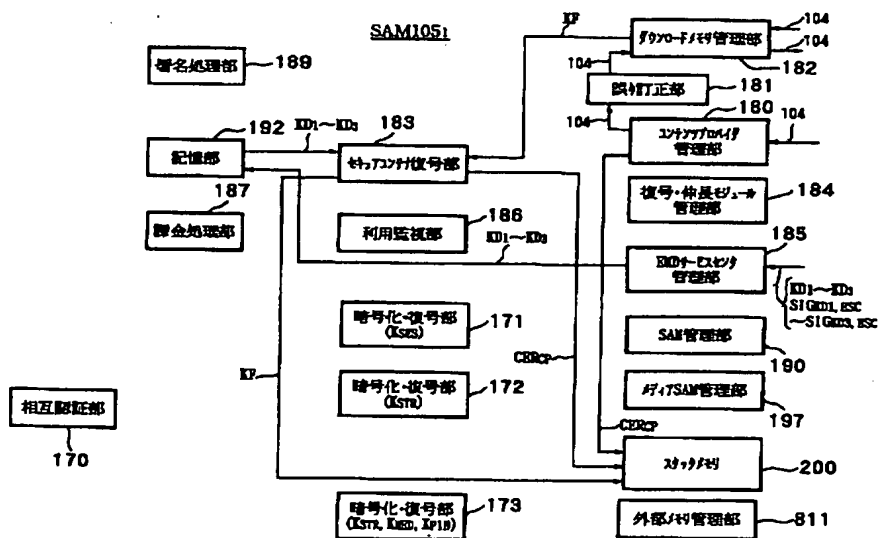 SAM105₁
署名処理部
189
192
記憶部
KD₁~KD₃
183
セキュアコンテナ復号部
KF
ダウンロードメモリ管理部
104
104
182
104
誤り訂正部
181
104
180
コンテンツプロバイダ
管理部
104
187
課金処理部
利用監視部
186
復号・伸長モジュール
管理部
184
KD₁~KD₃
185
EMDサービスセンタ
管理部
KD₁~KD₃
SIG_KD1,ESC
~SIG_KD3,ESC
暗号化・復号部
(K_SES)
171
SAM管理部
190
KF
CER_CP
暗号化・復号部
(K_STR)
172
メディアSAM管理部
197
相互認証部
170
CER_CP
スタックメモリ
200
暗号化・復号部
(K_STR, K_MED, K_PIN)
173
外部メモリ管理部
811